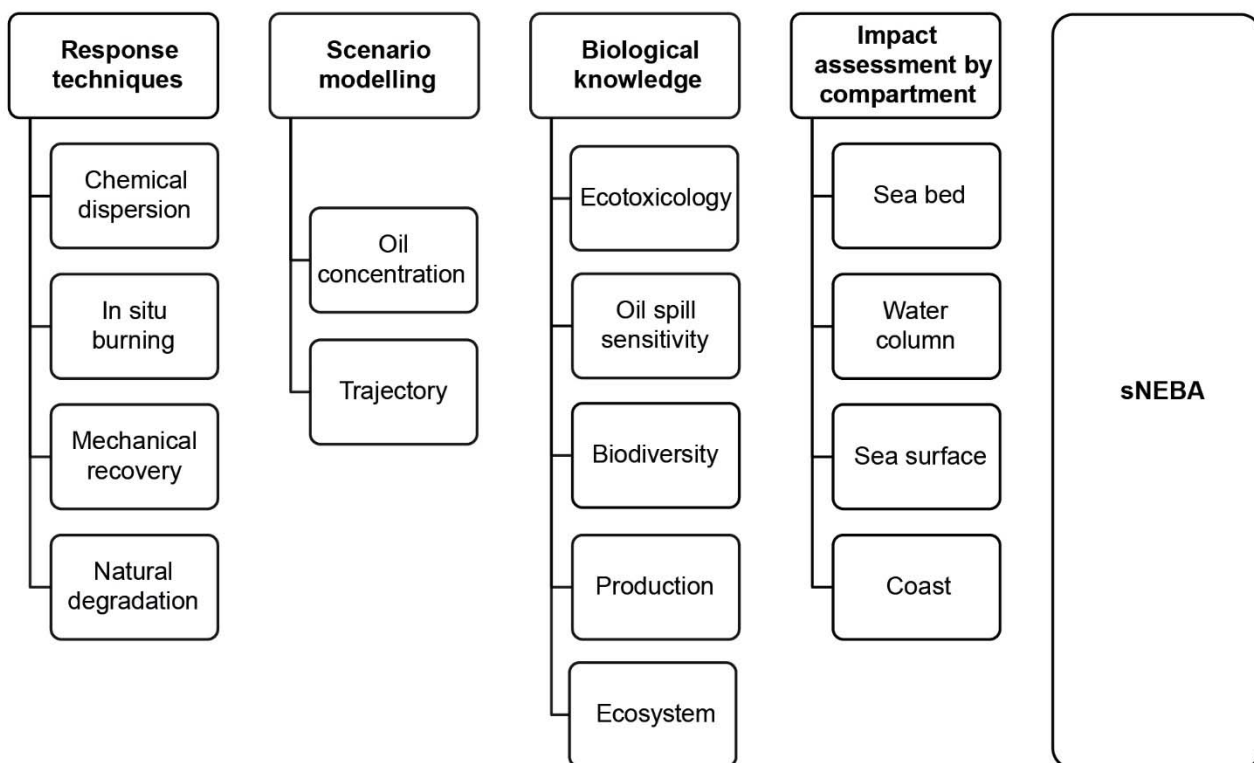 Response
techniques
Chemical
dispersion
In situ
burning
Mechanical
recovery
Natural
degradation
Scenario
modelling
Oil
concentration
Trajectory
Biological
knowledge
Ecotoxicology
Oil spill
sensitivity
Biodiversity
Production
Ecosystem
Impact
assessment by
compartment
Sea bed
Water
column
Sea surface
Coast
sNEBA